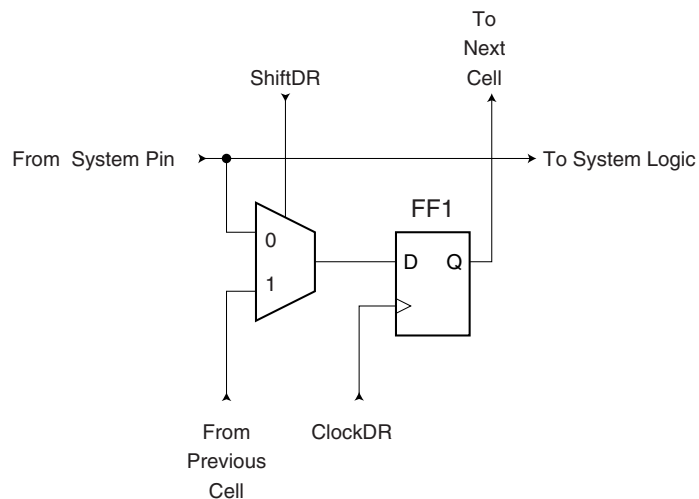 To
Next
Cell
ShiftDR
From System Pin
To System Logic
FF1
0
D Q
1
From
Previous
Cell
ClockDR